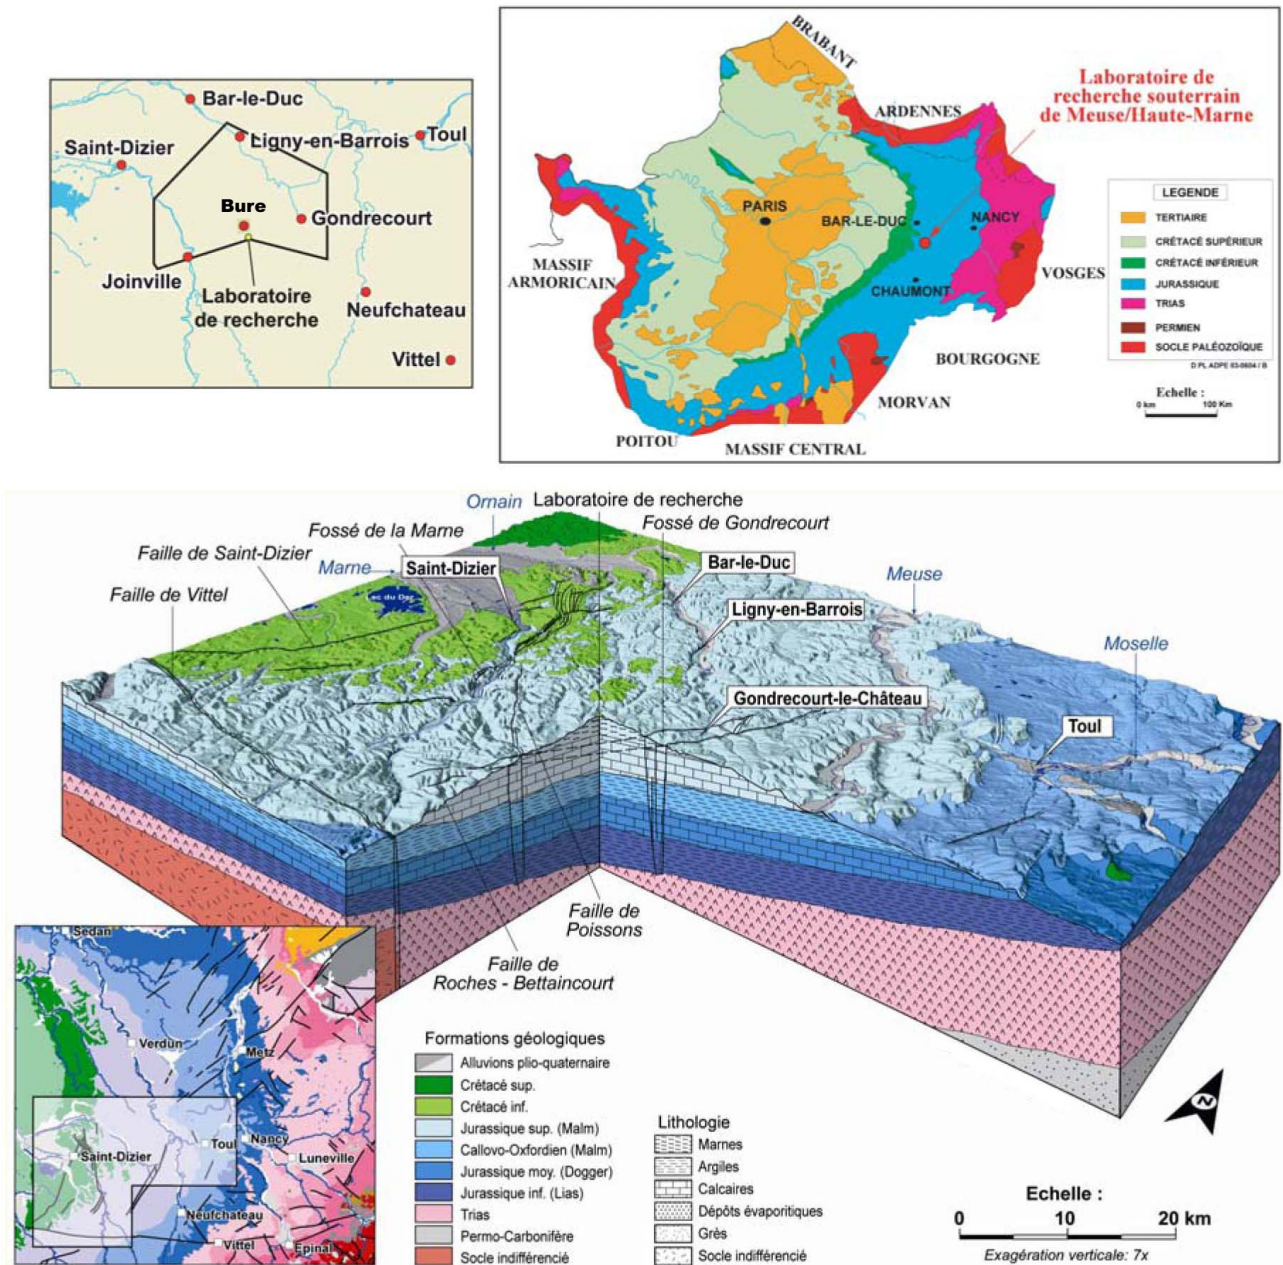 Bar-le-Duc
Ligny-en-Barrois
Toul
Saint-Dizier
Bure
Gondrecourt
Joinville
Laboratoire
de recherche
Neufchateau
Vittel
BRABANT
Laboratoire de
recherche souterrain
de Meuse/Haute-Marne
ARDENNES
PARIS
BAR-LE-DUC
NANCY
MASSIF
ARMORICAIN
CHAUMONT
VOSGES
BOURGOGNE
MORVAN
POITOU
MASSIF CENTRAL
LEGENDE
TERTIAIRE
CRÉTACÉ SUPÉRIEUR
CRÉTACÉ INFÉRIEUR
JURASSIQUE
TRIAS
PERMIEN
SOCLE PALÉOZOÏQUE
D PL ADPE 03-0604 / B
Echelle :
0 km 100 Km
Ornain
Laboratoire de recherche
Fossé de la Marne
Fossé de Gondrecourt
Faille de Saint-Dizier
Marne
Saint-Dizier
Bar-le-Duc
Meuse
Faille de Vittel
Lac du Der
Ligny-en-Barrois
Moselle
Gondrecourt-le-Château
Toul
Faille de
Poissons
Faille de
Roches - Bettaincourt
Sedan
Verdun
Metz
Toul
Nancy
Saint-Dizier
Luneville
Neufchateau
Vittel
Epinal
Formations géologiques
Alluvions plio-quaternaire
Crétacé sup.
Crétacé inf.
Jurassique sup. (Malm)
Callovo-Oxfordien (Malm)
Jurassique moy. (Dogger)
Jurassique inf. (Lias)
Trias
Permo-Carbonifère
Socle indifférencié
Lithologie
Marnes
Argiles
Calcaires
Dépôts évaporitiques
Grès
Socle indifférencié
N
Echelle :
0 10 20 km
Exagération verticale: 7x